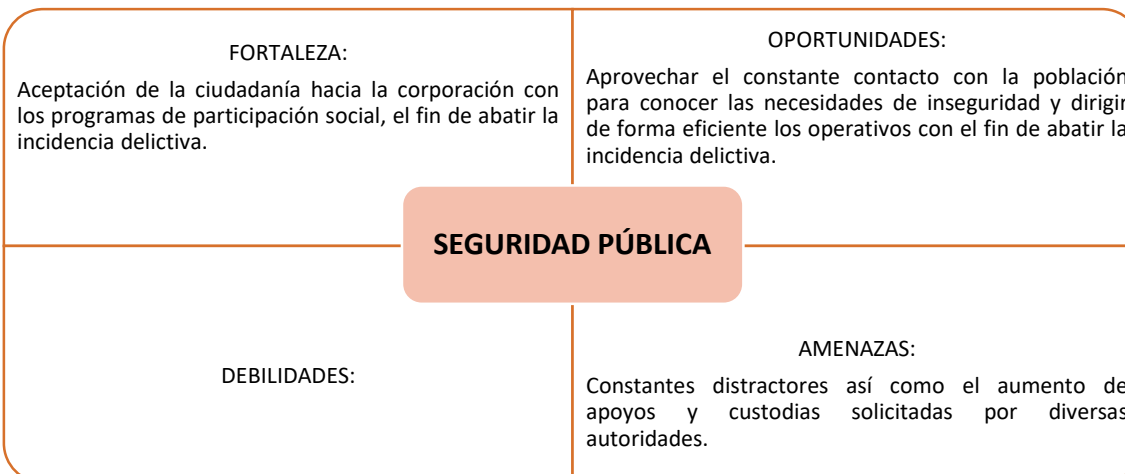 FORTALEZA:
Aceptación de la ciudadanía hacia la corporación con
los programas de participación social, el fin de abatir la
incidencia delictiva.
OPORTUNIDADES:
Aprovechar el constante contacto con la población
para conocer las necesidades de inseguridad y dirigir
de forma eficiente los operativos con el fin de abatir la
incidencia delictiva.
SEGURIDAD PÚBLICA
DEBILIDADES:
AMENAZAS:
Constantes distractores así como el aumento de
apoyos y custodias solicitadas por diversas
autoridades.